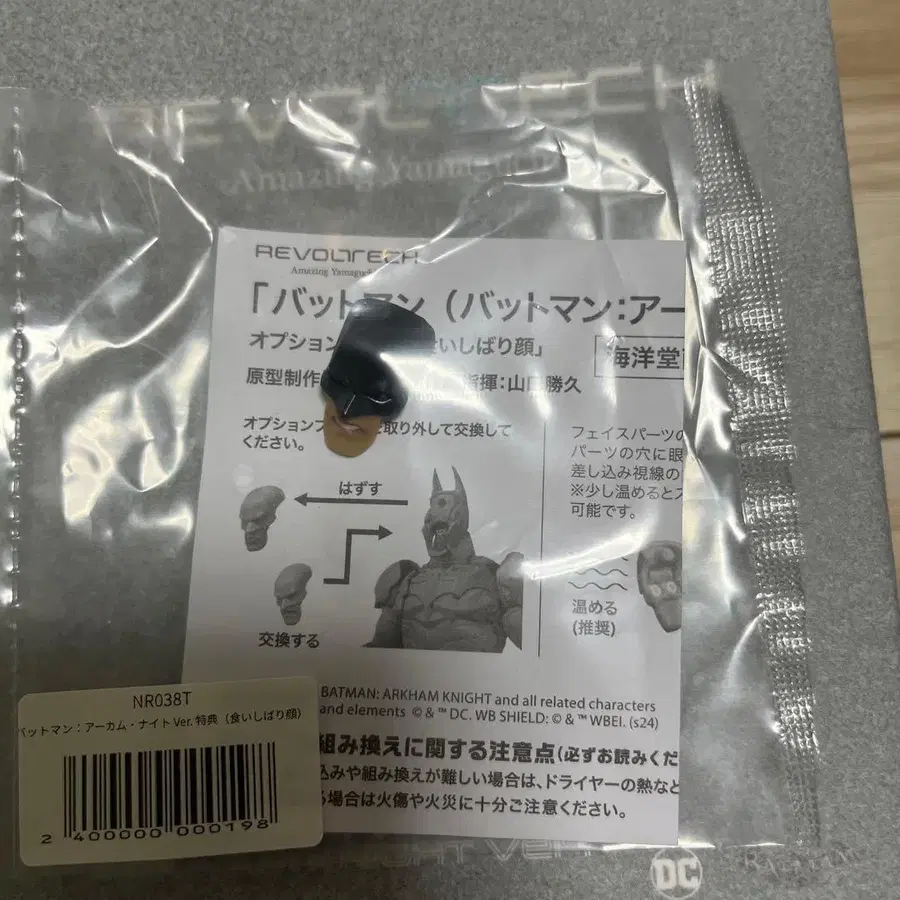 REVOLTECH
Amazing Yamaguchi
REVOLTECH
Amazing Yamaguchi
「バットマン（バットマン：アー
オプション
食いしばり顔」
海洋堂
原型制作
指揮：山口勝久
オプション
を取り外して交換して
ください。
はずす
交換する
フェイスパーツの
パーツの穴に眼
差し込み視線の
※少し温めると
可能です。
温める
(推奨)
BATMAN: ARKHAM KNIGHT and all related characters
and elements © & ™ DC. WB SHIELD: © & ™ WBEI. (s24)
組み換えに関する注意点(必ずお読みくだ
込みや組み換えが難しい場合は、ドライヤーの熱など
場合は火傷や火災に十分ご注意ください。
NR038T
バットマン：アーカム・ナイトVer.特典（食いしばり顔）
2 400000 000198
DC